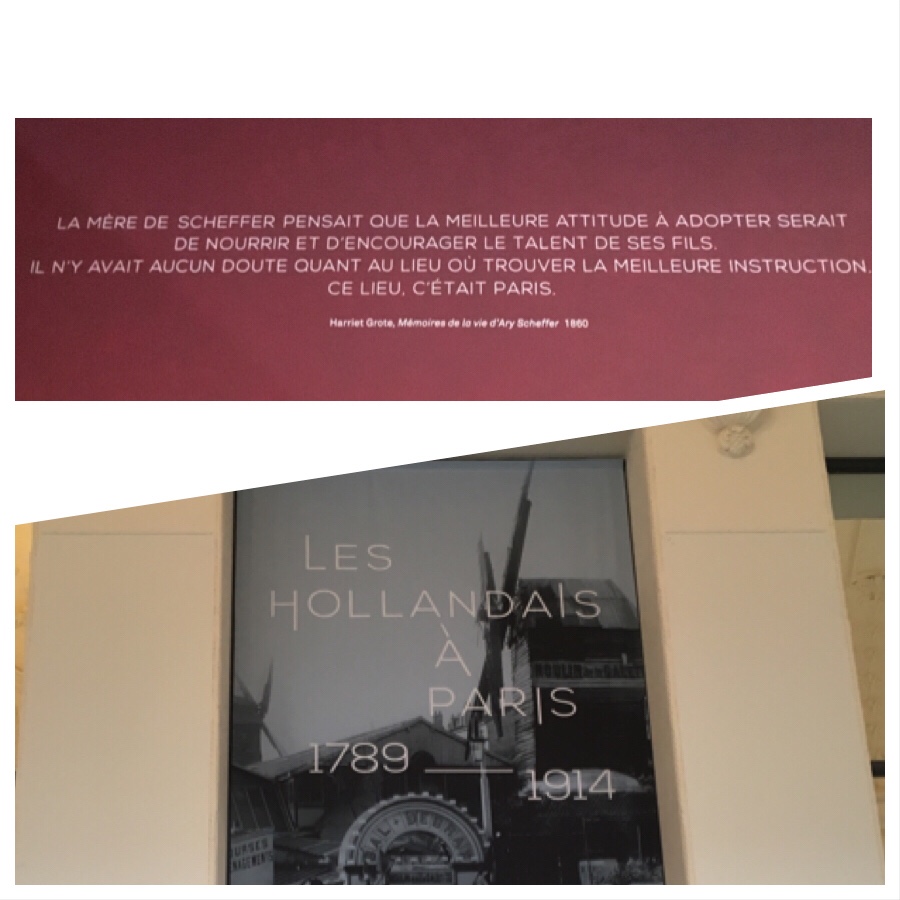 LA MÈRE DE SCHEFFER PENSAIT QUE LA MEILLEURE ATTITUDE À ADOPTER SERAIT
DE NOURRIR ET D'ENCOURAGER LE TALENT DE SES FILS.
IL N'Y AVAIT AUCUN DOUTE QUANT AU LIEU OÙ TROUVER LA MEILLEURE INSTRUCTION.
CE LIEU, C'ÉTAIT PARIS.
Harriet Grote, Mémoires de la vie d'Ary Scheffer 1860
LES
HOLLANDAIS
À
PARIS
1789
1914